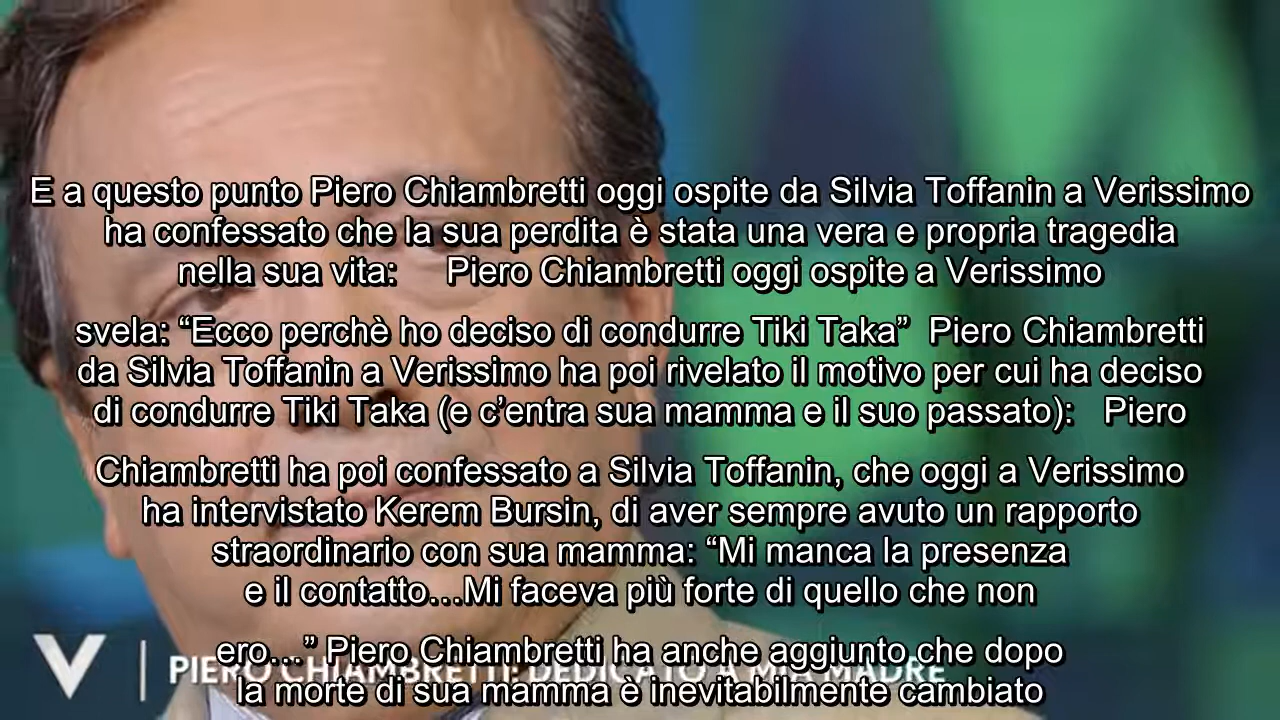 E a questo punto Piero Chiambretti oggi ospite da Silvia Toffanin a Verissimo
ha confessato che la sua perdita è stata una vera e propria tragedia
nella sua vita: Piero Chiambretti oggi ospite a Verissimo
svela: “Ecco perchè ho deciso di condurre Tiki Taka” Piero Chiambretti
da Silvia Toffanin a Verissimo ha poi rivelato il motivo per cui ha deciso
di condurre Tiki Taka (e c’entra sua mamma e il suo passato): Piero
Chiambretti ha poi confessato a Silvia Toffanin, che oggi a Verissimo
ha intervistato Kerem Bursin, di aver sempre avuto un rapporto
straordinario con sua mamma: “Mi manca la presenza
e il contatto…Mi faceva più forte di quello che non
ero…” Piero Chiambretti ha anche aggiunto che dopo
V PIERO CHIAMBRETTI: DEDICATO A MIA MADRE
la morte di sua mamma è inevitabilmente cambiato